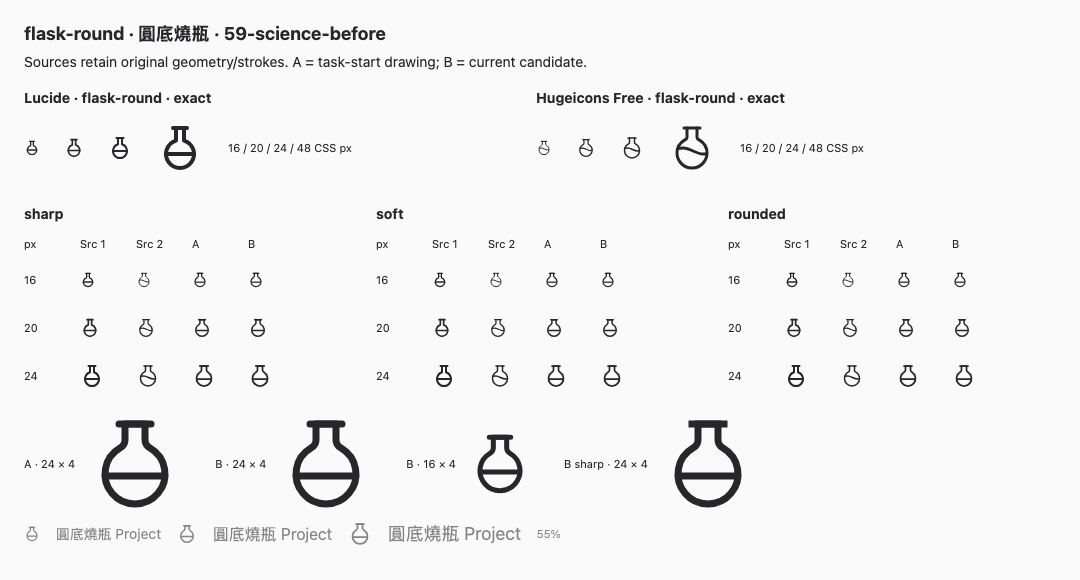 flask-round · 圓底燒瓶 · 59-science-before
Sources retain original geometry/strokes. A = task-start drawing; B = current candidate.
Lucide · flask-round · exact
Hugeicons Free · flask-round · exact
16 / 20 / 24 / 48 CSS px
16 / 20 / 24 / 48 CSS px
sharp
soft
rounded
px Src 1 Src 2 A B
px Src 1 Src 2 A B
px Src 1 Src 2 A B
16
16
16
20
20
20
24
24
24
A · 24 × 4
B · 24 × 4
B · 16 × 4
B sharp · 24 × 4
圓底燒瓶 Project
圓底燒瓶 Project
圓底燒瓶 Project
55%